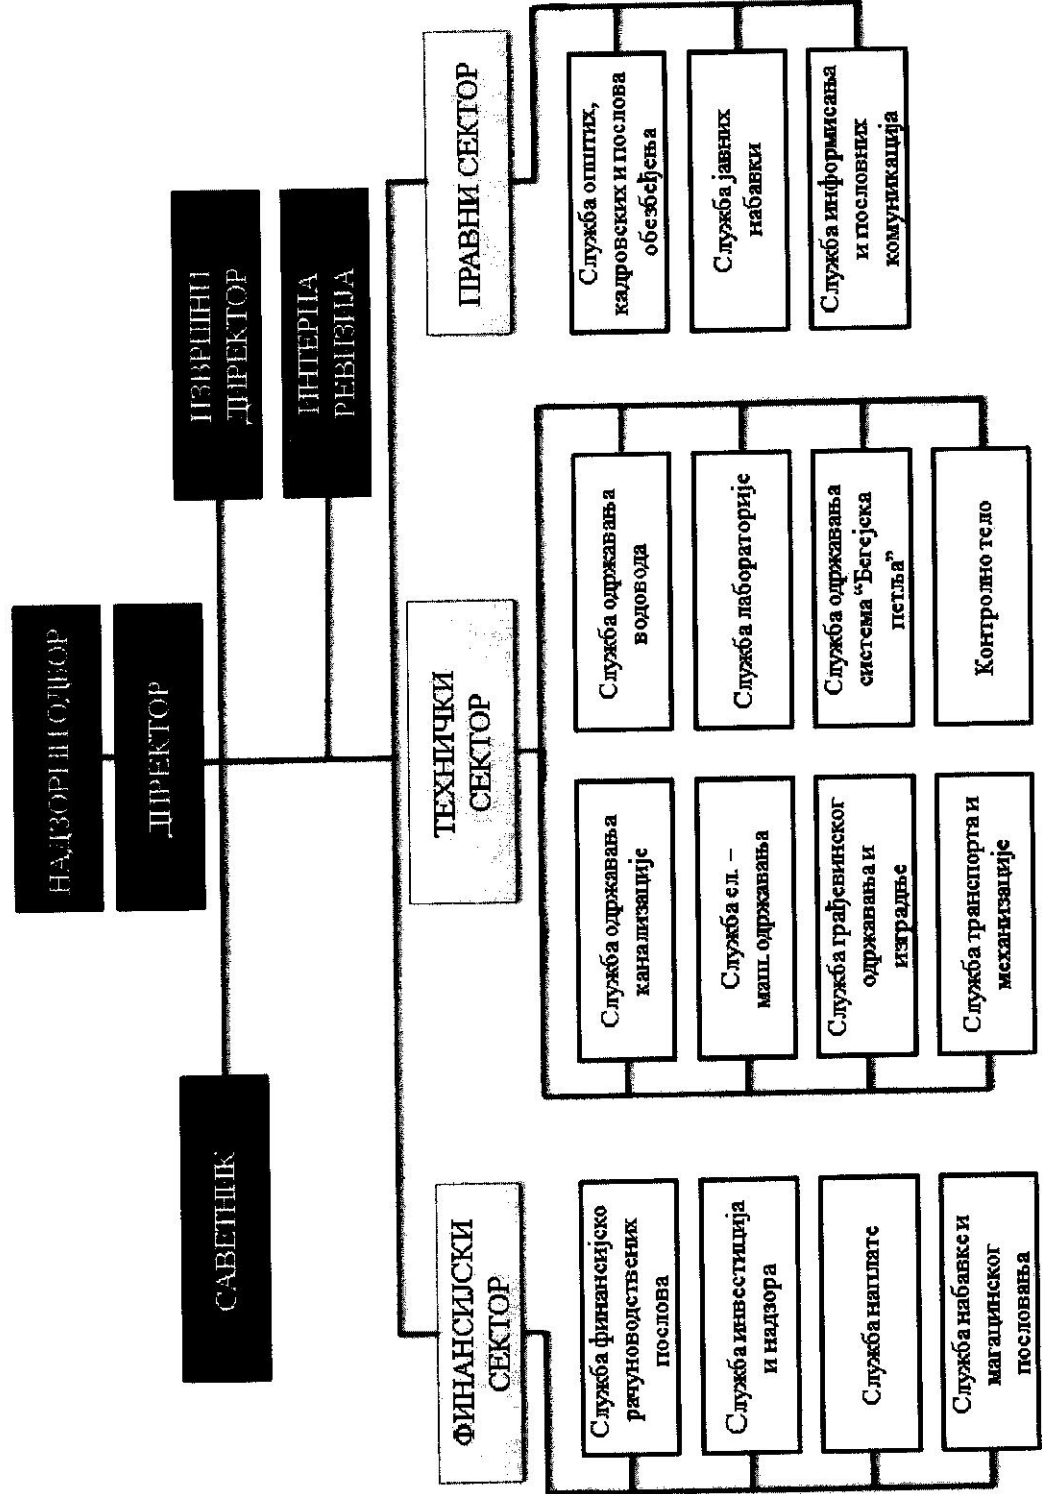 НАДЗОРНИ ОДБОР
ДИРЕКТОР
САВЕТНИК
ИЗВРШНИ
ДИРЕКТОР
ИНТЕРНА
РЕВИЗИЈА
ФИНАНСИЈСКИ
СЕКТОР
ТЕХНИЧКИ
СЕКТОР
ПРАВНИ СЕКТОР
Служба финансијско
рачуноводствених
послова
Служба инвестиција
и надзора
Служба наплате
Служба набавке и
магацинског
пословања
Служба одржавања
канализације
Служба ел. –
маш. одржавања
Служба грађевинског
одржавања и
изградње
Служба транспорта и
механизације
Служба одржавања
водовода
Служба лабораторије
Служба одржавања
система “Бегејска
петља”
Контролно тело
Служба општих,
кадровских и послова
обезбеђења
Служба јавних
набавки
Служба информисања
и пословних
комуникација